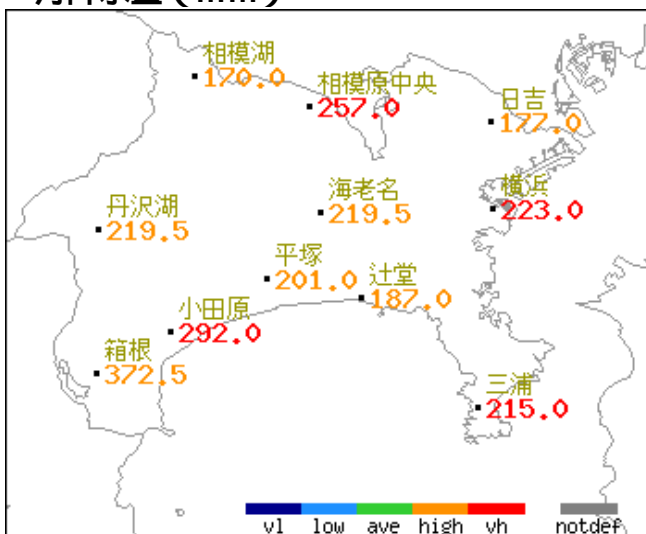 相模湖
170.0
相模原中央
257.0
日吉
177.0
海老名
219.5
横浜
223.0
丹沢湖
219.5
平塚
201.0
辻堂
187.0
小田原
292.0
箱根
372.5
三浦
215.0
vl low ave high vh notdef